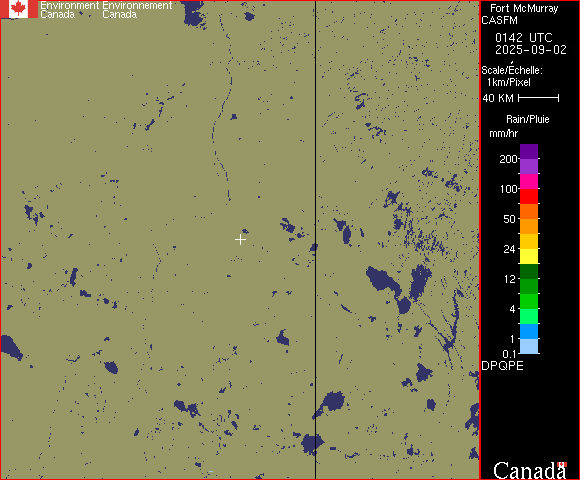 Environment Environnement
Canada Canada
Fort McMurray
CASFM
0142 UTC
2025-09-02
Scale/Echelle:
1km/Pixel
40 KM
Rain/Pluie
mm/hr
200
100
50
24
12
4
1
0.1
DPQPE
Canada